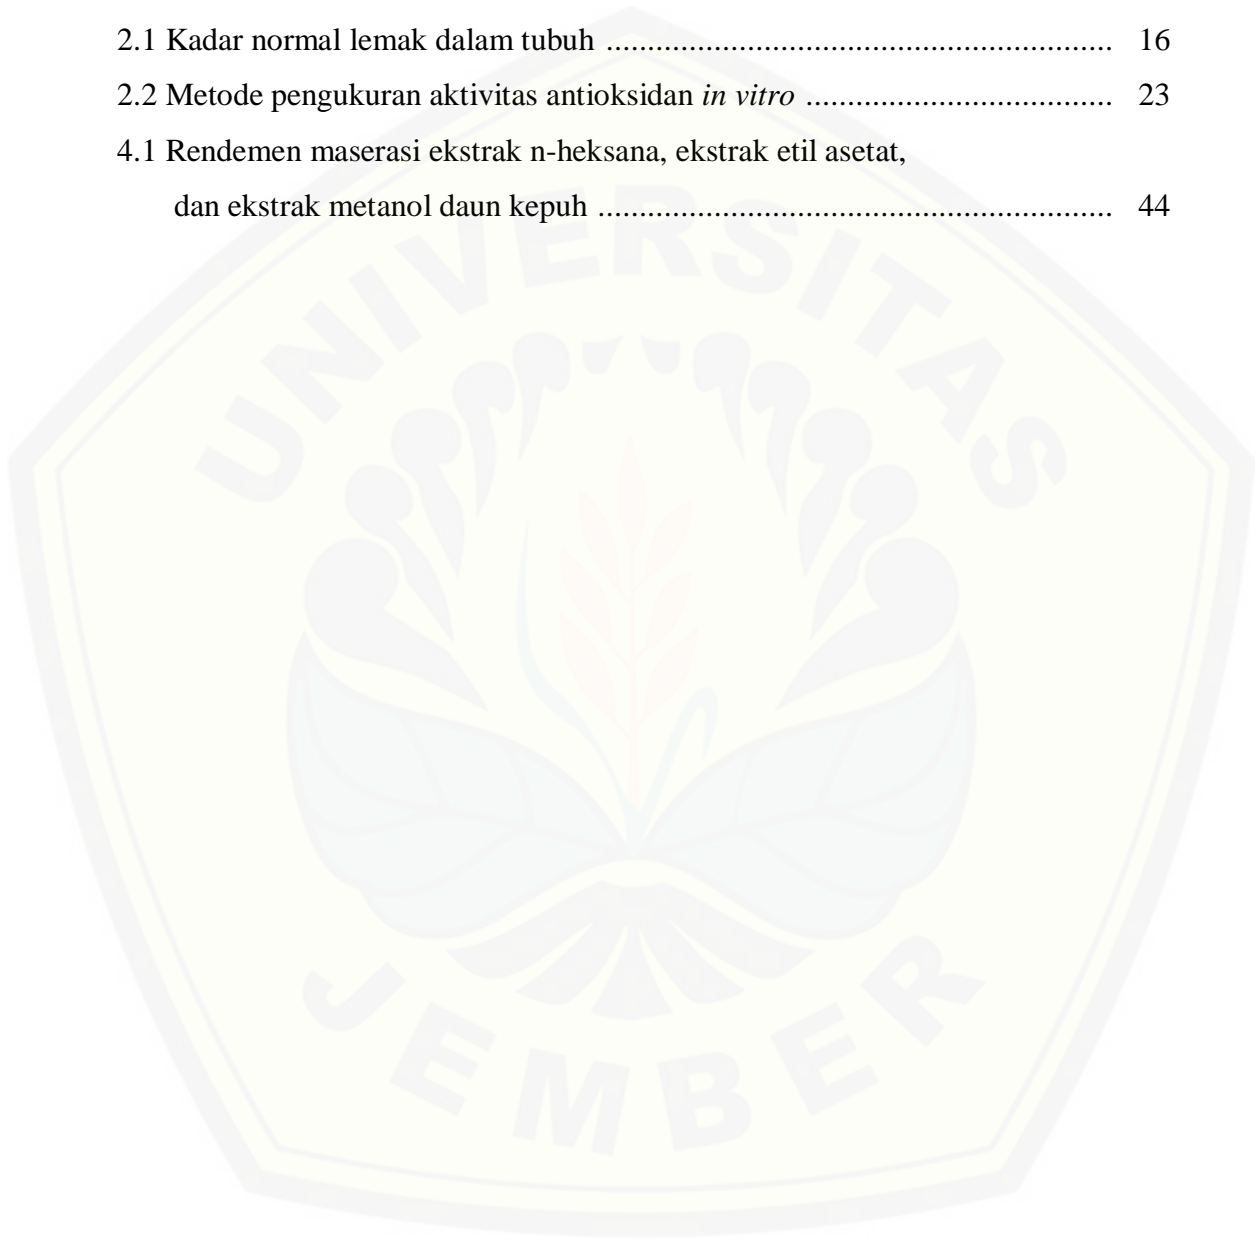 2.1 Kadar normal lemak dalam tubuh ................................................................ 16
2.2 Metode pengukuran aktivitas antioksidan in vitro ....................................... 23
4.1 Rendemen maserasi ekstrak n-heksana, ekstrak etil asetat,
dan ekstrak metanol daun kepuh ................................................................. 44
UNIVERSITAS
JEMBER